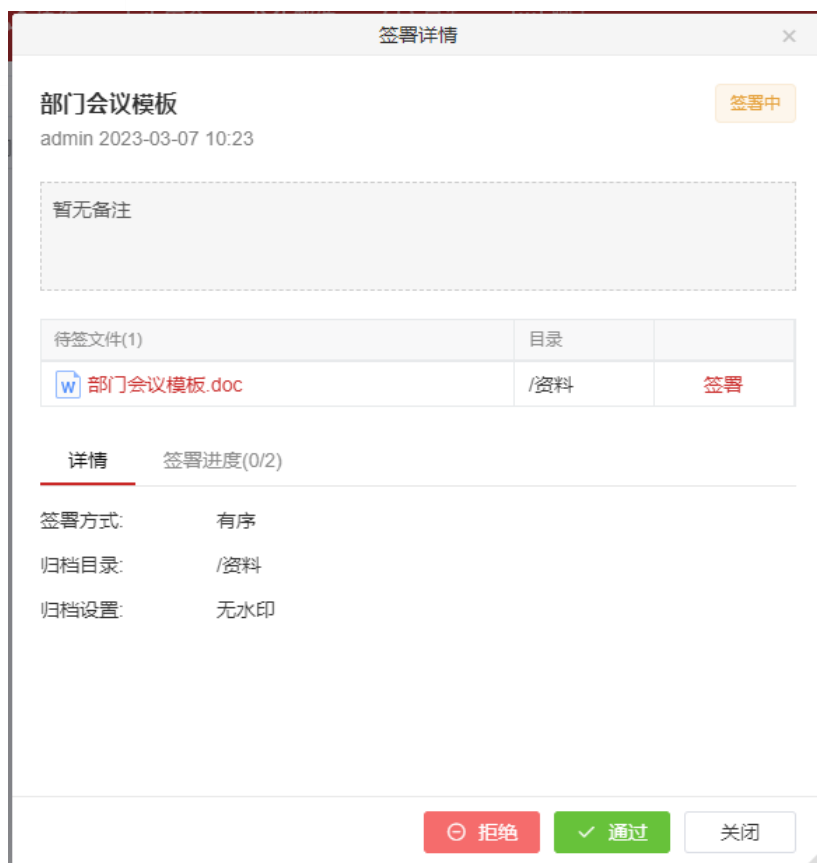 签署详情
部门会议模板
签署中
admin 2023-03-07 10:23
暂无备注
待签文件(1) 目录
W 部门会议模板.doc /资料 签署
详情 签署进度(0/2)
签署方式: 有序
归档目录: /资料
归档设置: 无水印
拒绝 通过 关闭